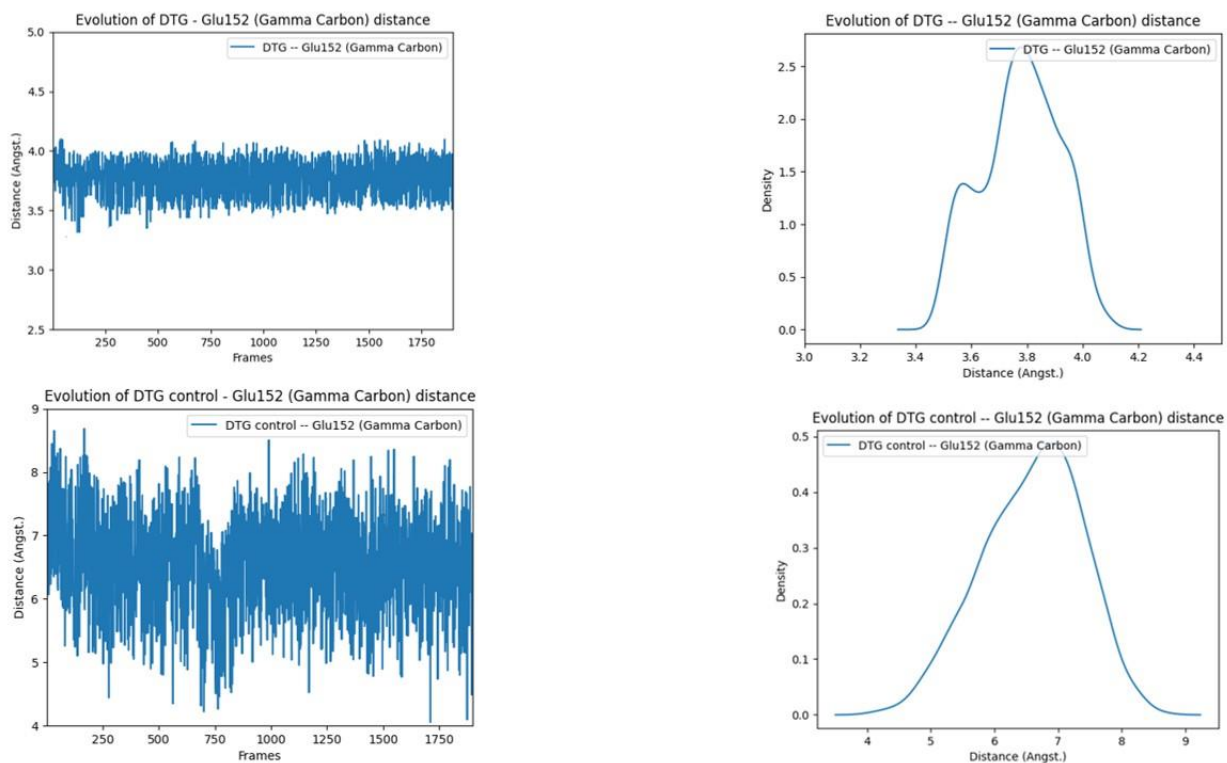 Evolution of DTG - Glu152 (Gamma Carbon) distance
DTG -- Glu152 (Gamma Carbon)
Distance (Angst.)
5.0
4.5
4.0
3.5
3.0
2.5
250 500 750 1000 1250 1500 1750
Frames
Evolution of DTG -- Glu152 (Gamma Carbon) distance
DTG -- Glu152 (Gamma Carbon)
Density
2.5
2.0
1.5
1.0
0.5
0.0
3.0 3.2 3.4 3.6 3.8 4.0 4.2 4.4
Distance (Angst.)
Evolution of DTG control - Glu152 (Gamma Carbon) distance
DTG control -- Glu152 (Gamma Carbon)
Distance (Angst.)
9
8
7
6
5
4
250 500 750 1000 1250 1500 1750
Frames
Evolution of DTG control -- Glu152 (Gamma Carbon) distance
DTG control -- Glu152 (Gamma Carbon)
Density
0.5
0.4
0.3
0.2
0.1
0.0
4 5 6 7 8 9
Distance (Angst.)